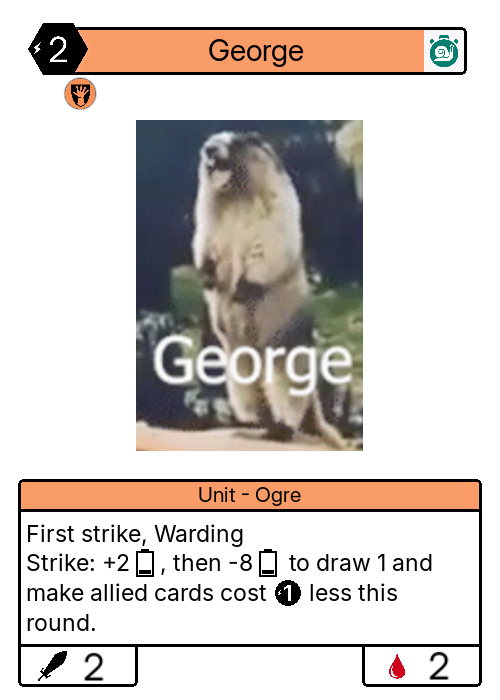 2
George
George
Unit - Ogre
First strike, Warding
Strike: +2 , then -8 to draw 1 and
make allied cards cost 1 less this
round.
2
2